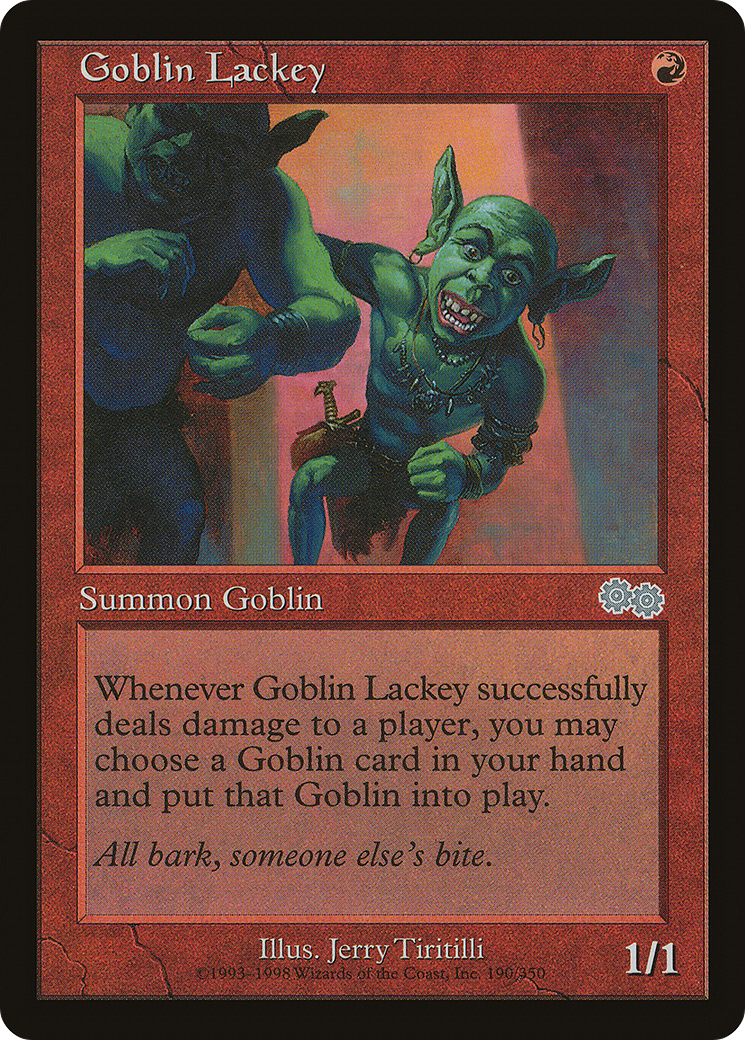 Goblin Lackey
Summon Goblin
Whenever Goblin Lackey successfully
deals damage to a player, you may
choose a Goblin card in your hand
and put that Goblin into play.
All bark, someone else's bite.
Illus. Jerry Tiritilli
©1993–1998 Wizards of the Coast, Inc. 190/350
1/1